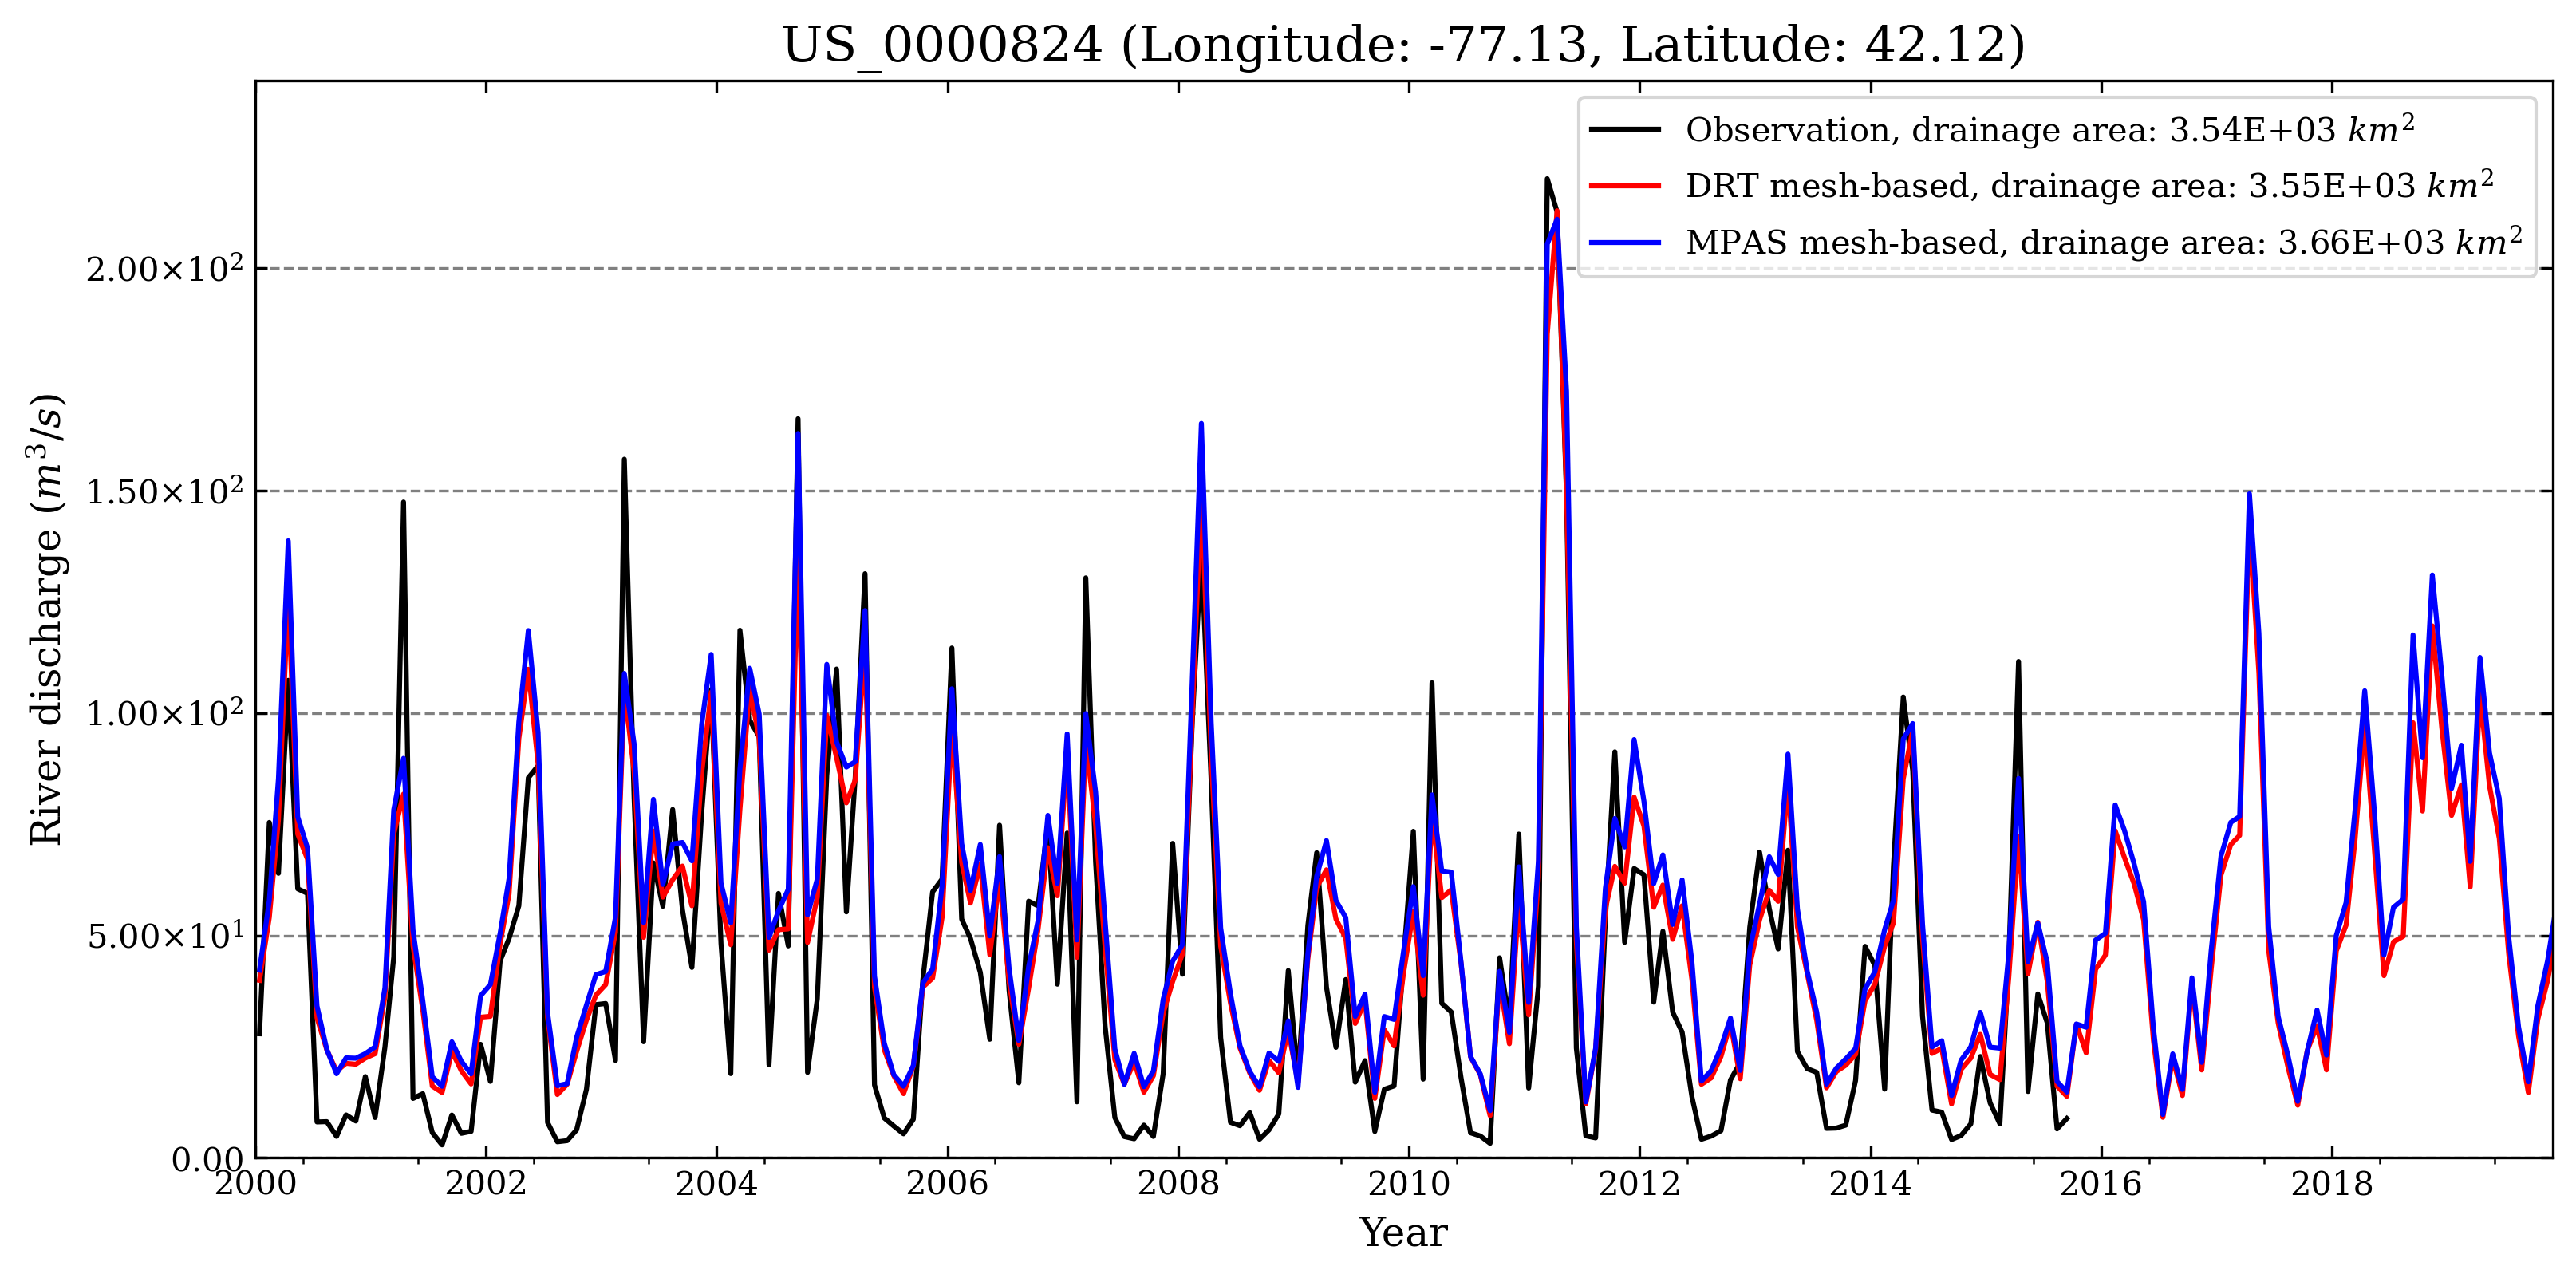 US_0000824 (Longitude: -77.13, Latitude: 42.12)
Observation, drainage area: 3.54E+03 km²
DRT mesh-based, drainage area: 3.55E+03 km²
MPAS mesh-based, drainage area: 3.66E+03 km²
River discharge (m³/s)
2.00×10²
1.50×10²
1.00×10²
5.00×10¹
0.00
2000 2002 2004 2006 2008 2010 2012 2014 2016 2018
Year